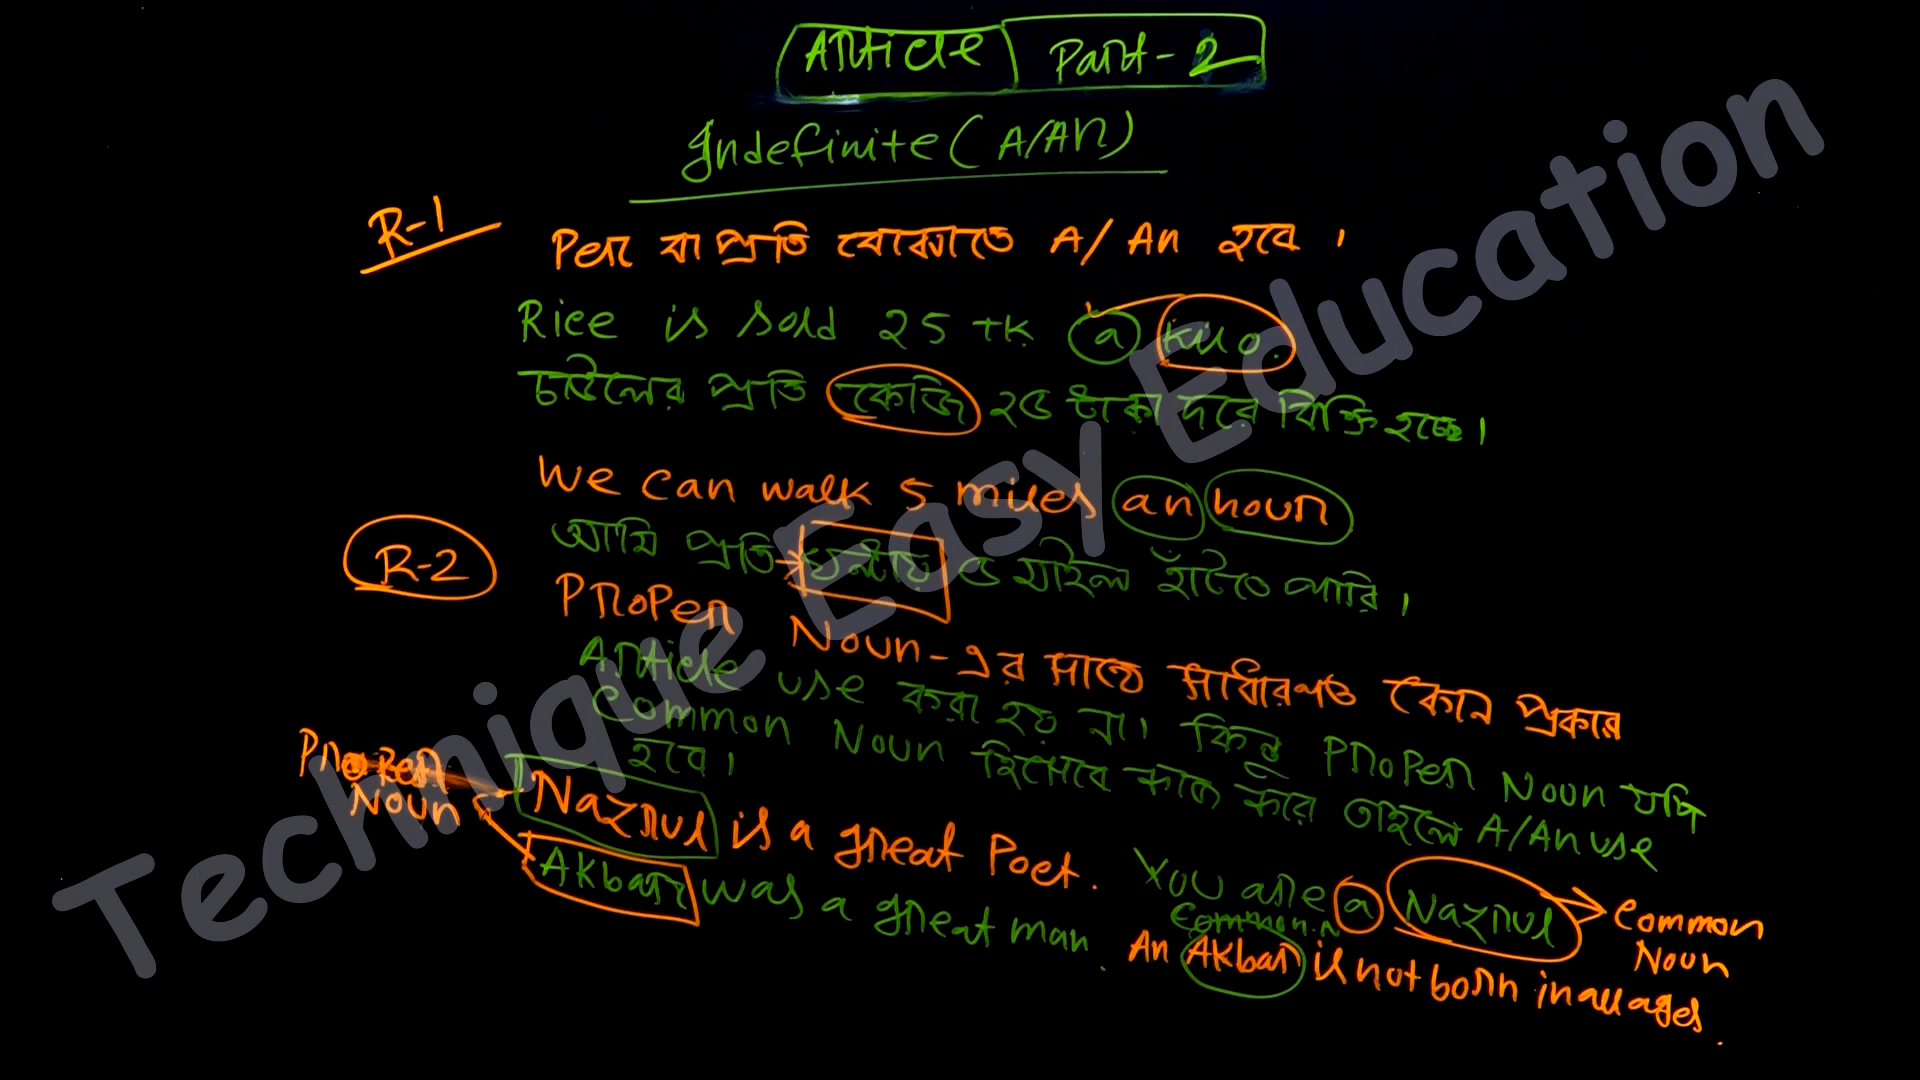 Article Part-2
Indefinite (A/An)
R-1
Per বা প্রতি বোঝাতে A/An হবে।
Rice is sold 25 tk a kilo.
চাউলের প্রতি কেজি ২৫ টাকা দরে বিক্রি হচ্ছে।
We can walk 5 miles an hour
আমি প্রতি ঘন্টায় ৫ মাইল হাঁটতে পারি।
R-2
Proper Noun-এর সাথে সাধারণত কোন প্রকার
Article use করা হয় না। কিন্তু Proper Noun যদি
Common Noun হিসেবে কাজ করে তাহলে A/An use
হবে।
Proper Noun
Nazrul is a great Poet.
Akbar was a great man.
You are a Nazrul
Common Noun
Common.N
An Akbar is not born in all ages.
Technique Easy Education